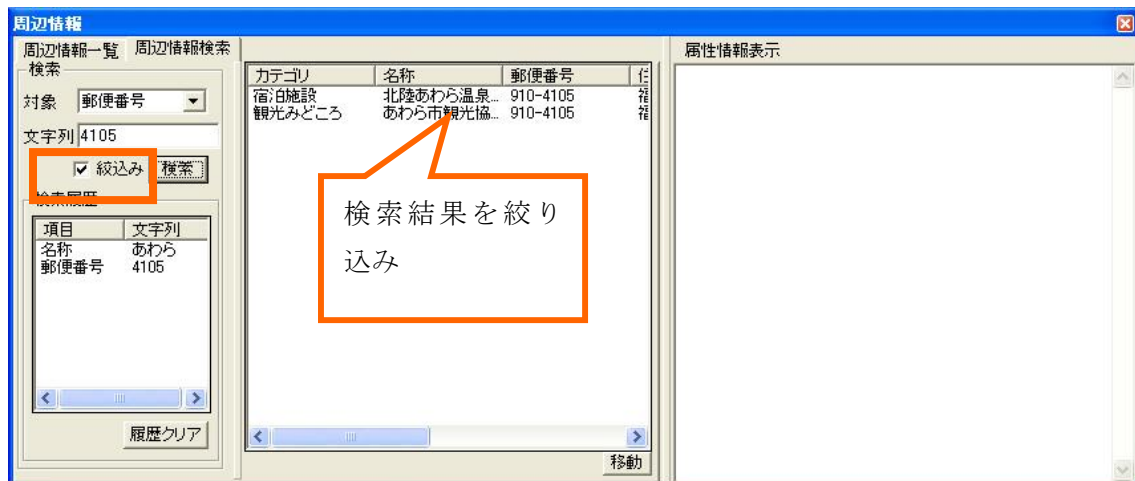 周辺情報
周辺情報一覧 周辺情報検索
検索
対象 郵便番号
文字列 4105
絞込み 検索
検索履歴
項目 文字列
名称 あわら
郵便番号 4105
履歴クリア
カテゴリ 名称 郵便番号
宿泊施設 北陸あわら温泉... 910-4105 福
観光みどころ あわら市観光協... 910-4105 福
検索結果を絞り
込み
移動
属性情報表示